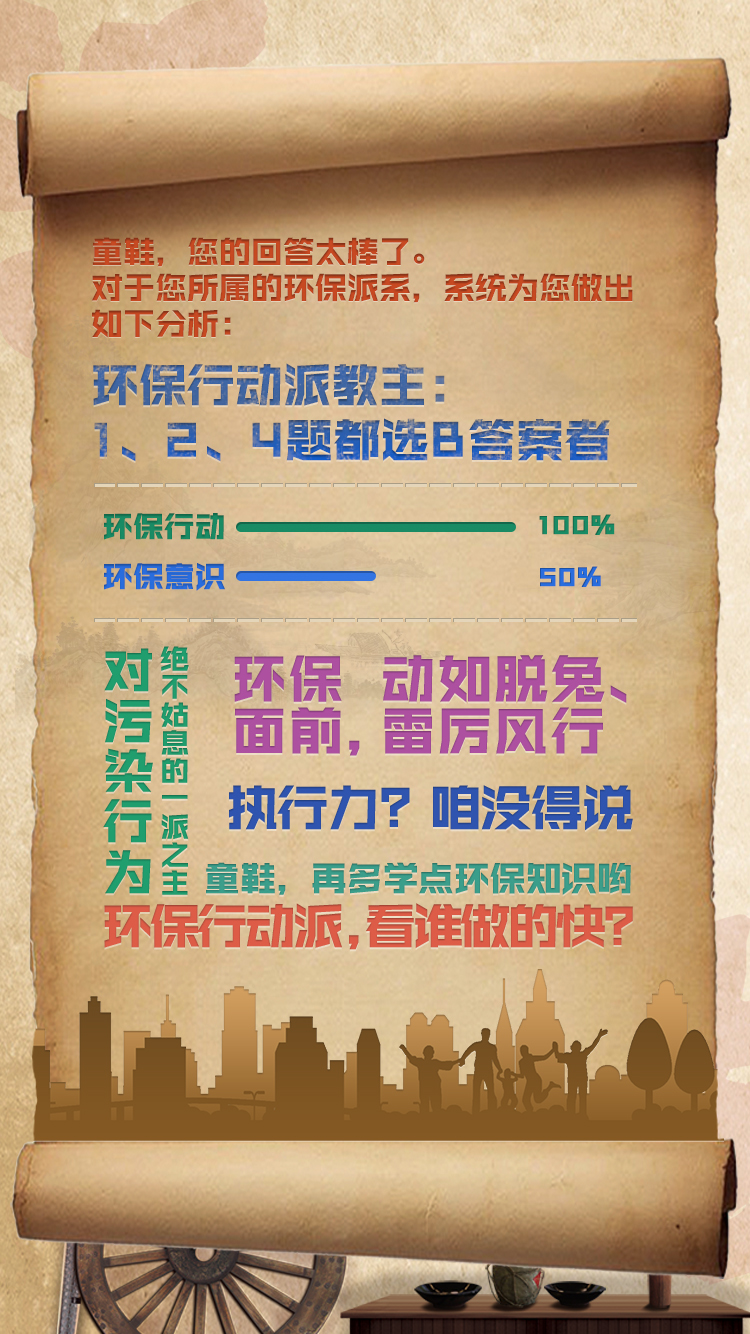 童鞋，您的回答太棒了。
对于您所属的环保派系，系统为您做出
如下分析：
环保行动派教主：
1、2、4题都选B答案者
环保行动 100%
环保意识 50%
对污染行为
绝不姑息的一派之主
环保 动如脱兔、
面前，雷厉风行
执行力？咱没得说
童鞋，再多学点环保知识哟
环保行动派，看谁做的快？